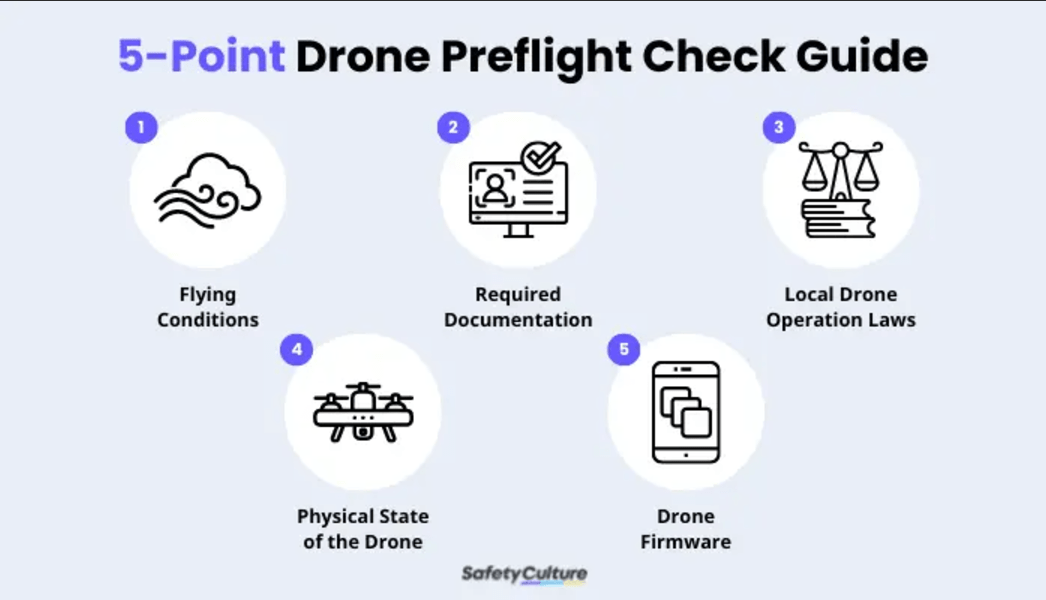 5-Point Drone Preflight Check Guide
1
Flying
Conditions
2
Required
Documentation
3
Local Drone
Operation Laws
4
Physical State
of the Drone
5
Drone
Firmware
SafetyCulture